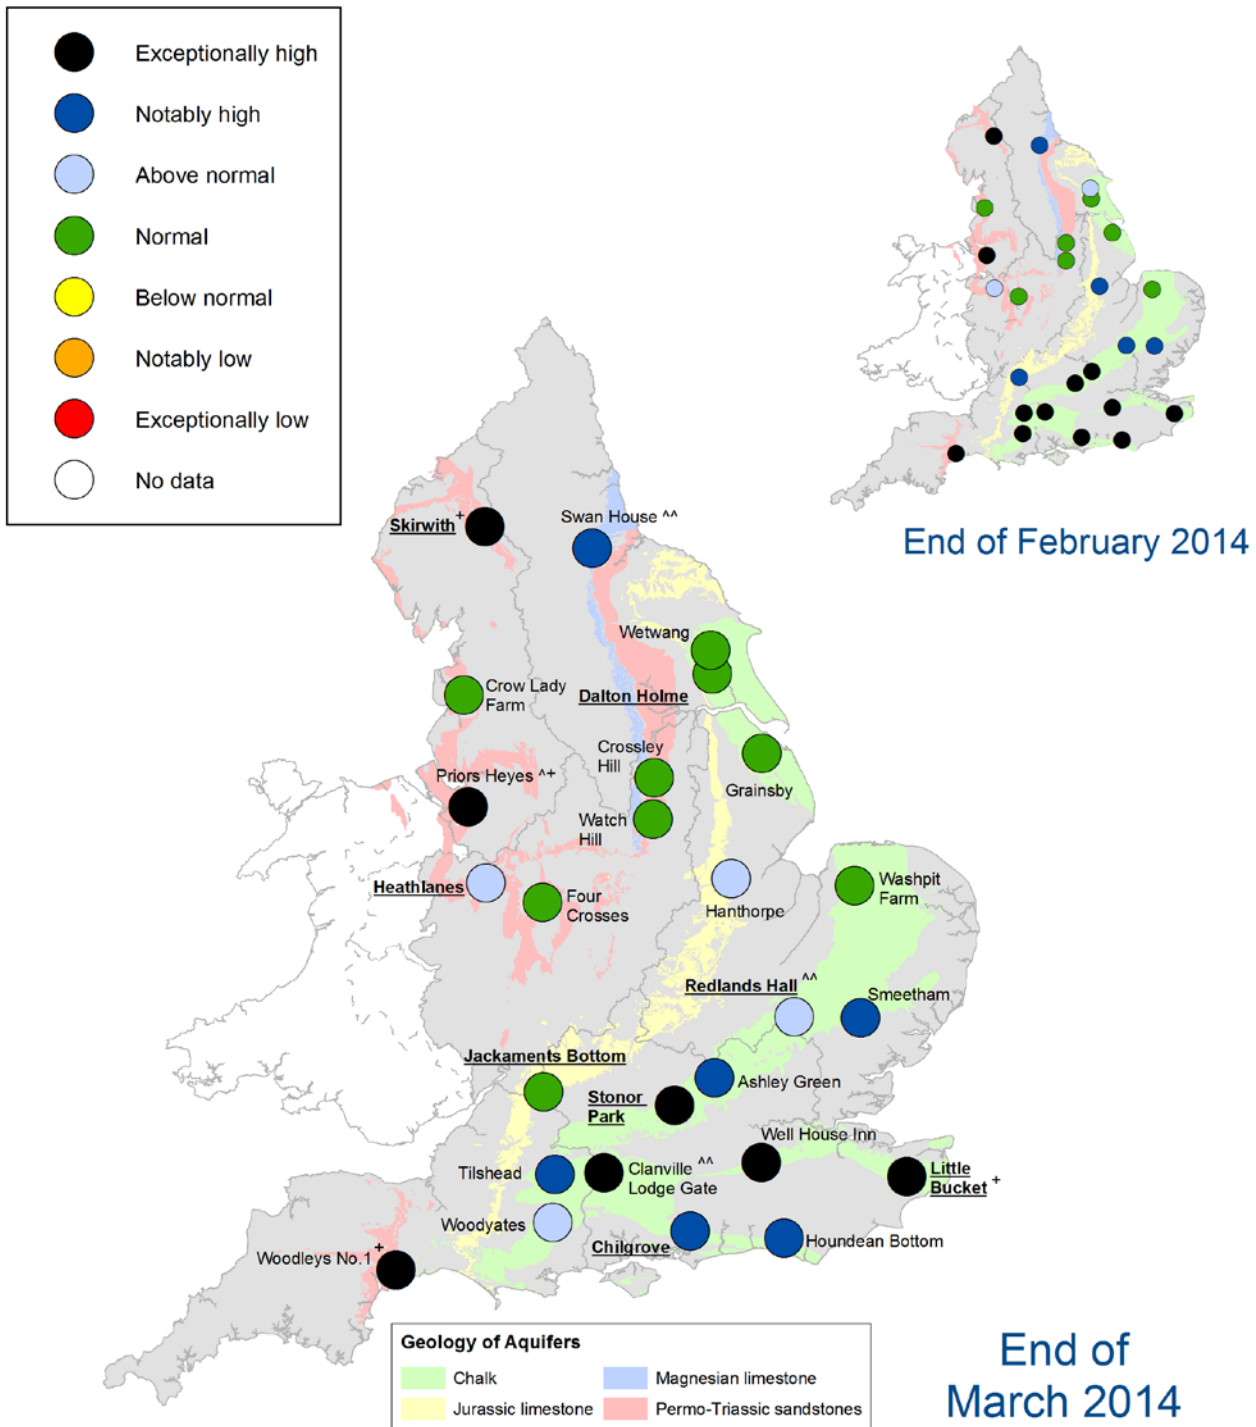 Exceptionally high
Notably high
Above normal
Normal
Below normal
Notably low
Exceptionally low
No data
End of February 2014
Skirwith +
Swan House ^^
Wetwang
Dalton Holme
Crow Lady
Farm
Crossley
Hill
Grainsby
Priors Heyes ^+
Watch
Hill
Heathlanes
Four
Crosses
Hanthorpe
Washpit
Farm
Redlands Hall ^^
Smeetham
Jackaments Bottom
Ashley Green
Stonor
Park
Well House Inn
Tilshead
Clanville ^^
Lodge Gate
Little
Bucket +
Woodyates
Chilgrove
Houndean Bottom
Woodleys No.1 +
Geology of Aquifers
Chalk
Magnesian limestone
Jurassic limestone
Permo-Triassic sandstones
End of
March 2014